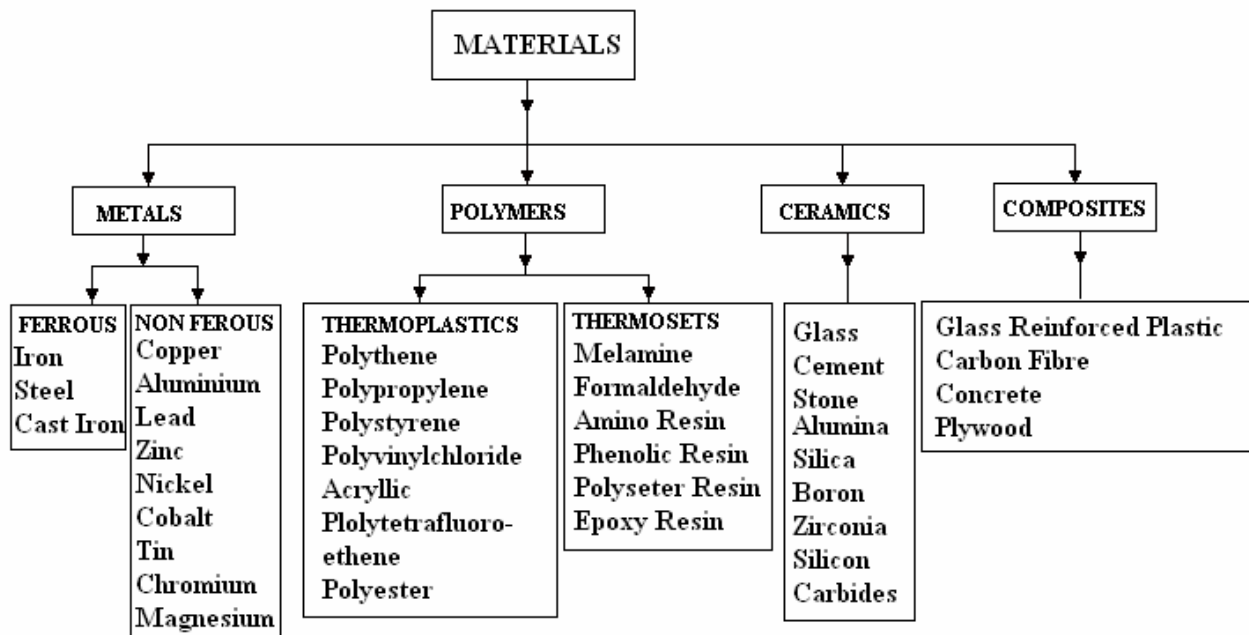 MATERIALS
METALS
POLYMERS
CERAMICS
COMPOSITES
FERROUS
Iron
Steel
Cast Iron
NON FEROUS
Copper
Aluminium
Lead
Zinc
Nickel
Cobalt
Tin
Chromium
Magnesium
THERMOPLASTICS
Polythene
Polypropylene
Polystyrene
Polyvinylchloride
Acryllic
Plolytetrafluoro-
ethene
Polyester
THERMOSETS
Melamine
Formaldehyde
Amino Resin
Phenolic Resin
Polyseter Resin
Epoxy Resin
Glass
Cement
Stone
Alumina
Silica
Boron
Zirconia
Silicon
Carbides
Glass Reinforced Plastic
Carbon Fibre
Concrete
Plywood